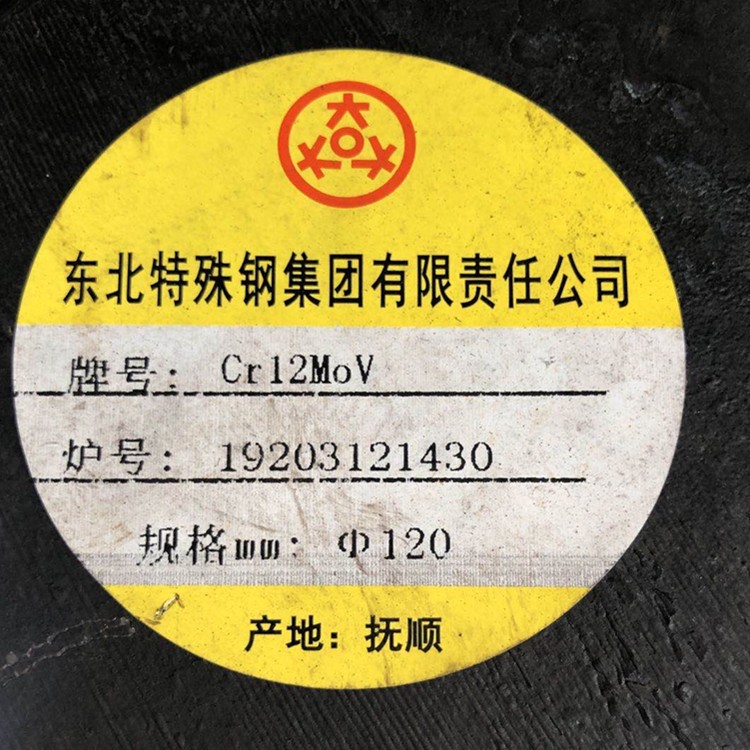 东北特殊钢集团有限责任公司
牌号: Cr12MoV
炉号: 19203121430
规格mm: Φ120
产地: 抚顺